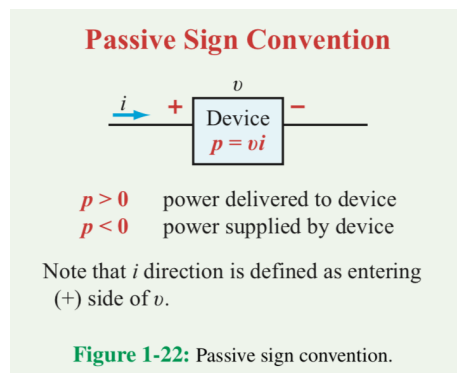 Passive Sign Convention
υ
i + −
Device
p = υi
p > 0 power delivered to device
p < 0 power supplied by device
Note that i direction is defined as entering
(+) side of υ.
Figure 1-22: Passive sign convention.